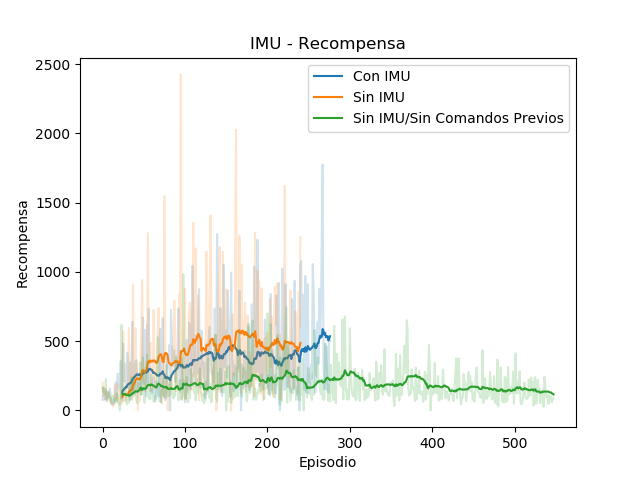 IMU - Recompensa
Con IMU
Sin IMU
Sin IMU/Sin Comandos Previos
Recompensa
2500
2000
1500
1000
500
0
0 100 200 300 400 500
Episodio